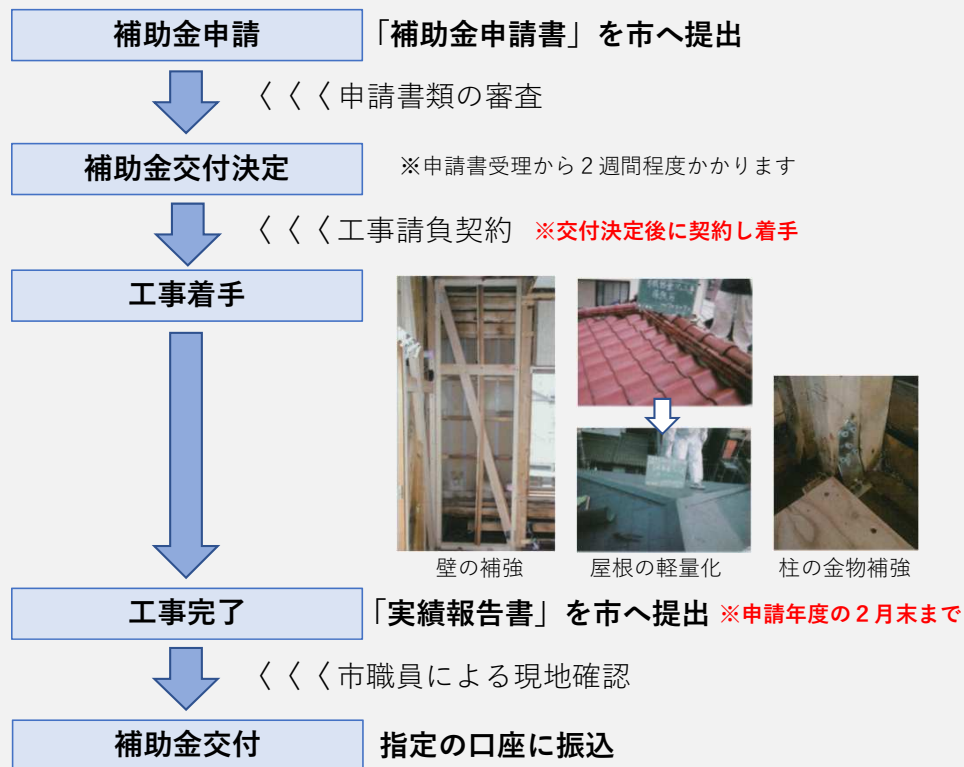 補助金申請 「補助金申請書」を市へ提出
〈〈〈申請書類の審査
補助金交付決定 ※申請書受理から２週間程度かかります
〈〈〈工事請負契約 ※交付決定後に契約し着手
工事着手
壁の補強 屋根の軽量化 柱の金物補強
工事完了 「実績報告書」を市へ提出 ※申請年度の２月末まで
〈〈〈市職員による現地確認
補助金交付 指定の口座に振込